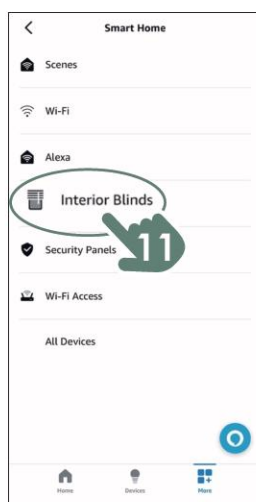 Smart Home
Scenes
Wi-Fi
Alexa
Interior Blinds
Security Panels
11
Wi-Fi Access
All Devices
Home
Devices
More